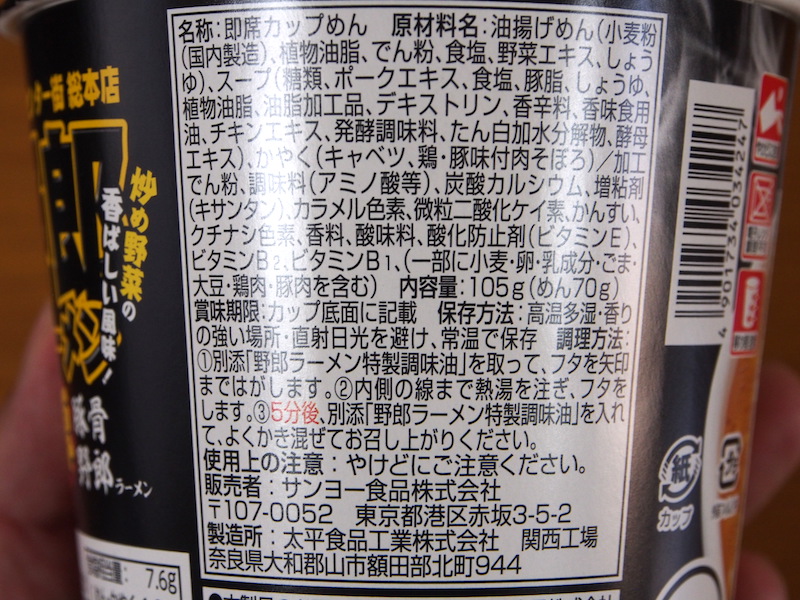 名称:即席カップめん 原材料名:油揚げめん(小麦粉
(国内製造)、植物油脂、でん粉、食塩、野菜エキス、しょう
ゆ)、スープ(糖類、ポークエキス、食塩、豚脂、しょうゆ、
植物油脂、油脂加工品、デキストリン、香辛料、香味食用
油、チキンエキス、発酵調味料、たん白加水分解物、酵母
エキス)、かやく(キャベツ、鶏・豚味付肉そぼろ)/加工
でん粉、調味料(アミノ酸等)、炭酸カルシウム、増粘剤
(キサンタン)、カラメル色素、微粒二酸化ケイ素、かんすい、
クチナシ色素、香料、酸味料、酸化防止剤(ビタミンE)、
ビタミンB₂、ビタミンB₁、(一部に小麦・卵・乳成分・ごま・
大豆・鶏肉・豚肉を含む) 内容量:105g(めん70g)
賞味期限:カップ底面に記載 保存方法:高温多湿・香り
の強い場所・直射日光を避け、常温で保存 調理方法:
①別添「野郎ラーメン特製調味油」を取って、フタを矢印
まではがします。②内側の線まで熱湯を注ぎ、フタを
します。③5分後、別添「野郎ラーメン特製調味油」を入れ
て、よくかき混ぜてお召し上がりください。
使用上の注意:やけどにご注意ください。
販売者:サンヨー食品株式会社
〒107-0052 東京都港区赤坂3-5-2
製造所:太平食品工業株式会社 関西工場
奈良県大和郡山市額田部北町944
ター街 総本店
郎
炒め野菜の
香ばしい風味!
豚骨
野郎ラーメン
7.6g
4901734034247
紙
カップ